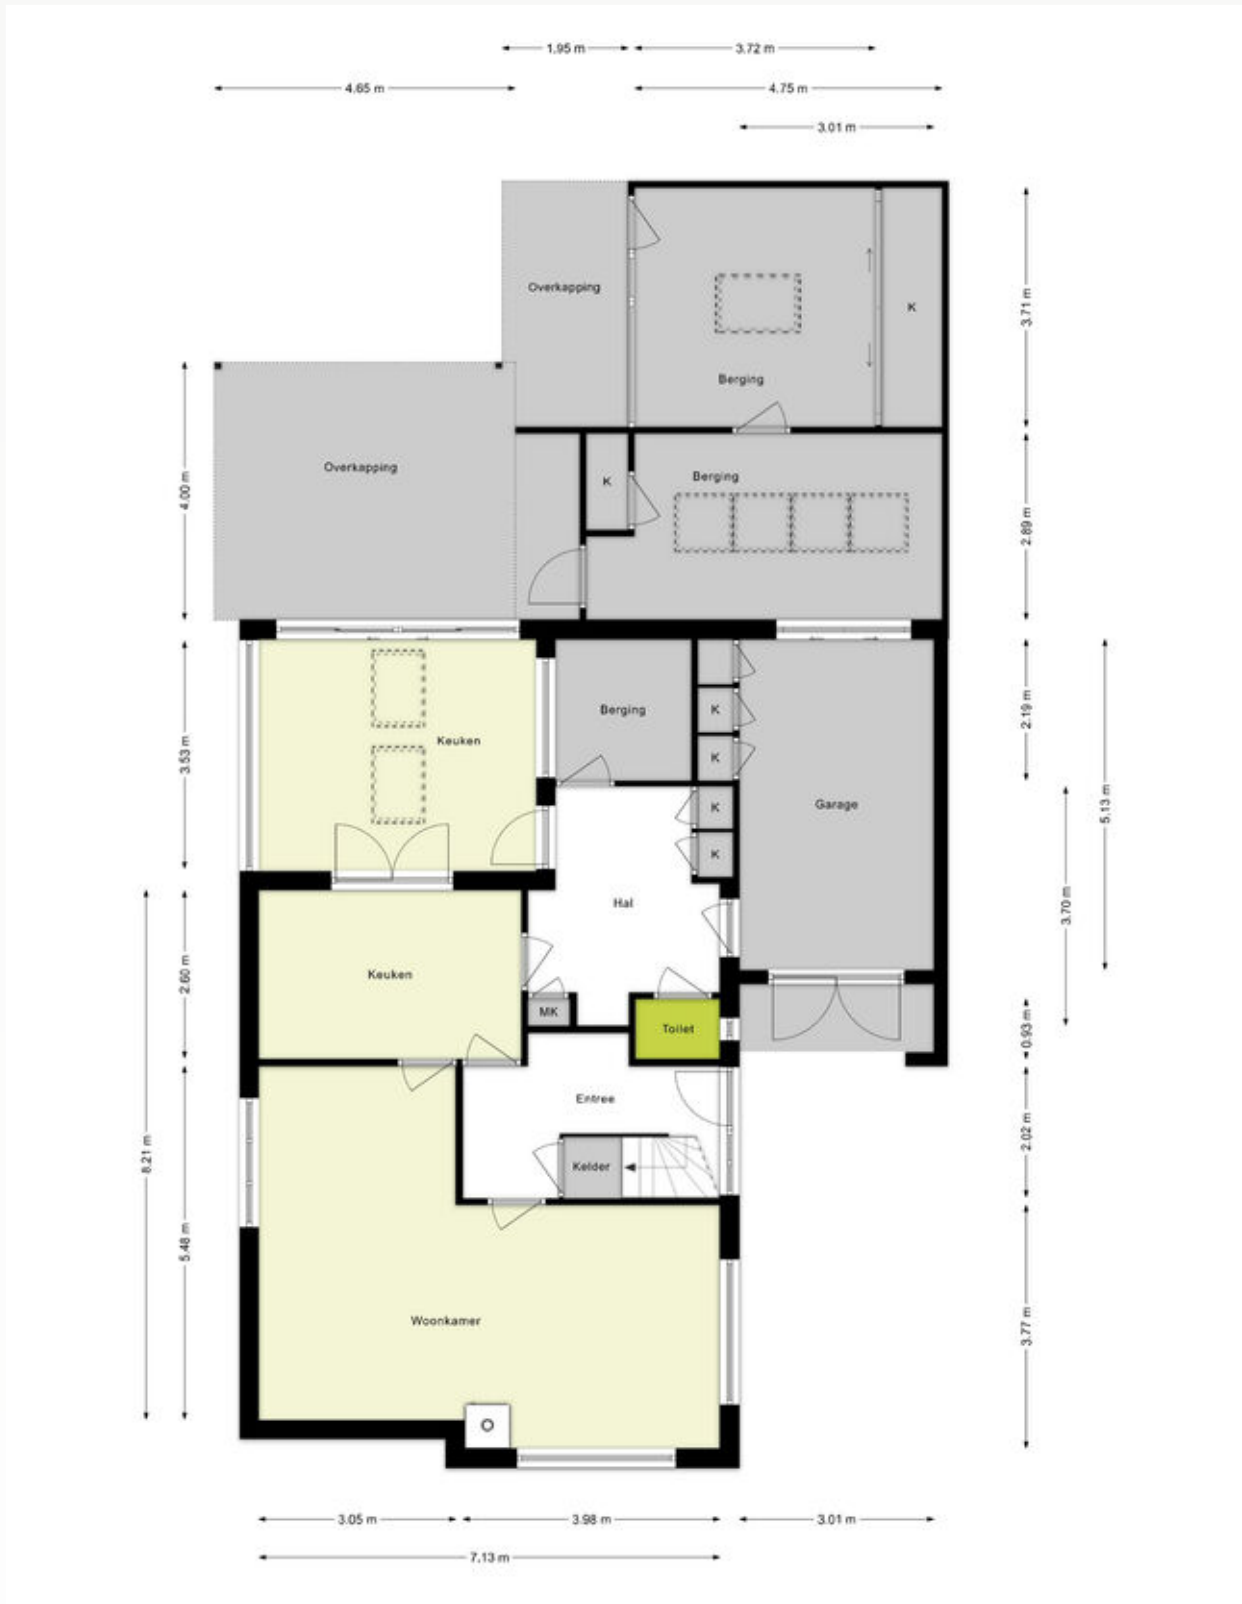 1.95 m
3.72 m
4.65 m
4.75 m
3.01 m
Overkapping
K
3.71 m
Berging
Overkapping
4.00 m
K
Berging
2.89 m
Berging
K
2.19 m
Keuken
3.53 m
K
Garage
K
5.13 m
K
Hal
3.70 m
Keuken
2.60 m
MK
Toilet
0.93 m
Entree
2.02 m
8.21 m
Kelder
5.48 m
Woonkamer
3.77 m
3.05 m
3.98 m
3.01 m
7.13 m